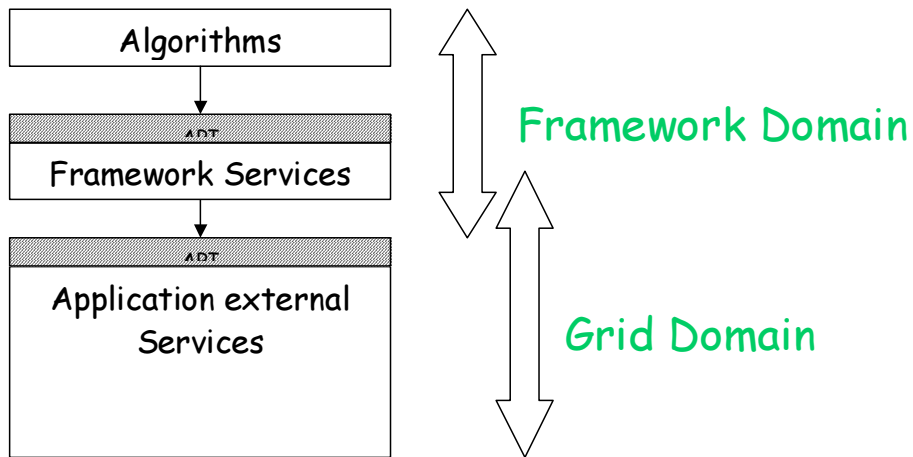 Algorithms
Framework Domain
Framework Services
Application external
Services
Grid Domain